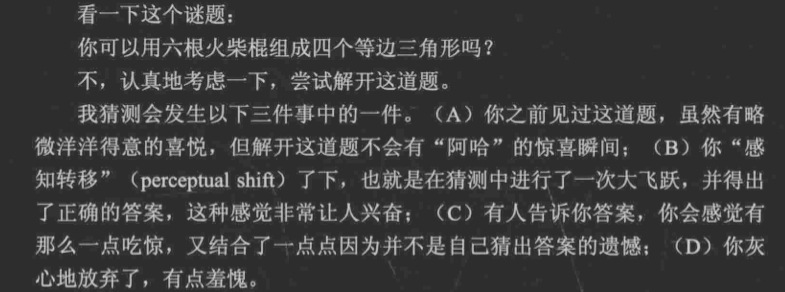 看一下这个谜题：
你可以用六根火柴棍组成四个等边三角形吗？
不，认真地考虑一下，尝试解开这道题。
我猜测会发生以下三件事中的一件。（A）你之前见过这道题，虽然有略
微洋洋得意的喜悦，但解开这道题不会有“阿哈”的惊喜瞬间；（B）你“感
知转移”（perceptual shift）了下，也就是在猜测中进行了一次大飞跃，并得出
了正确的答案，这种感觉非常让人兴奋；（C）有人告诉你答案，你会感觉有
那么一点吃惊，又结合了一点点因为并不是自己猜出答案的遗憾；（D）你灰
心地放弃了，有点羞愧。